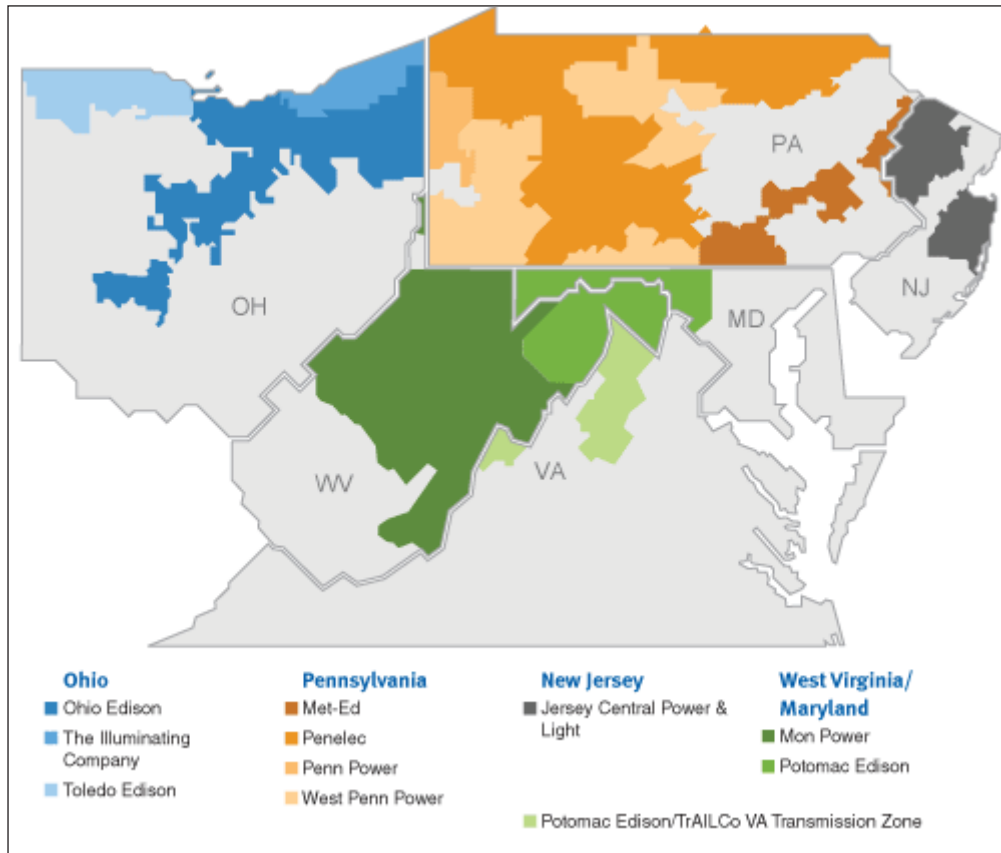 PA
OH
MD
NJ
WV
VA
Ohio
Ohio Edison
The Illuminating
Company
Toledo Edison
Pennsylvania
Met-Ed
Penelec
Penn Power
West Penn Power
New Jersey
Jersey Central Power &
Light
West Virginia/
Maryland
Mon Power
Potomac Edison
Potomac Edison/TrAILCo VA Transmission Zone